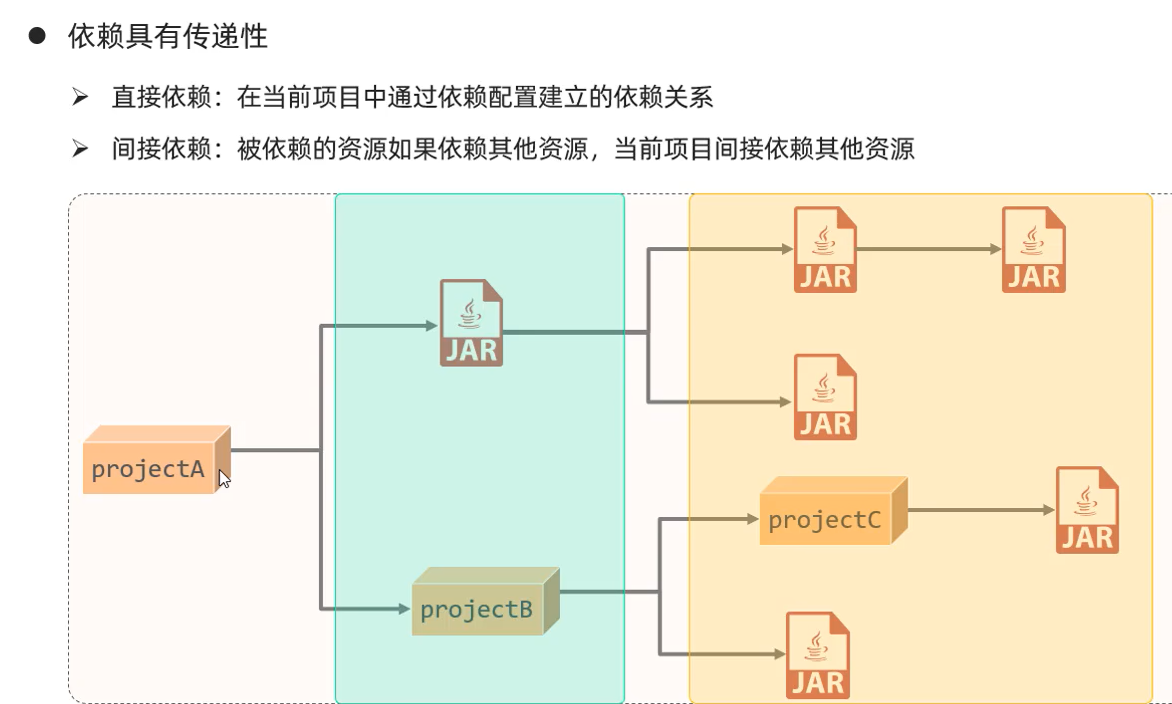 依赖具有传递性
直接依赖：在当前项目中通过依赖配置建立的依赖关系
间接依赖：被依赖的资源如果依赖其他资源，当前项目间接依赖其他资源
JAR
JAR
JAR
JAR
projectA
projectC
JAR
projectB
JAR